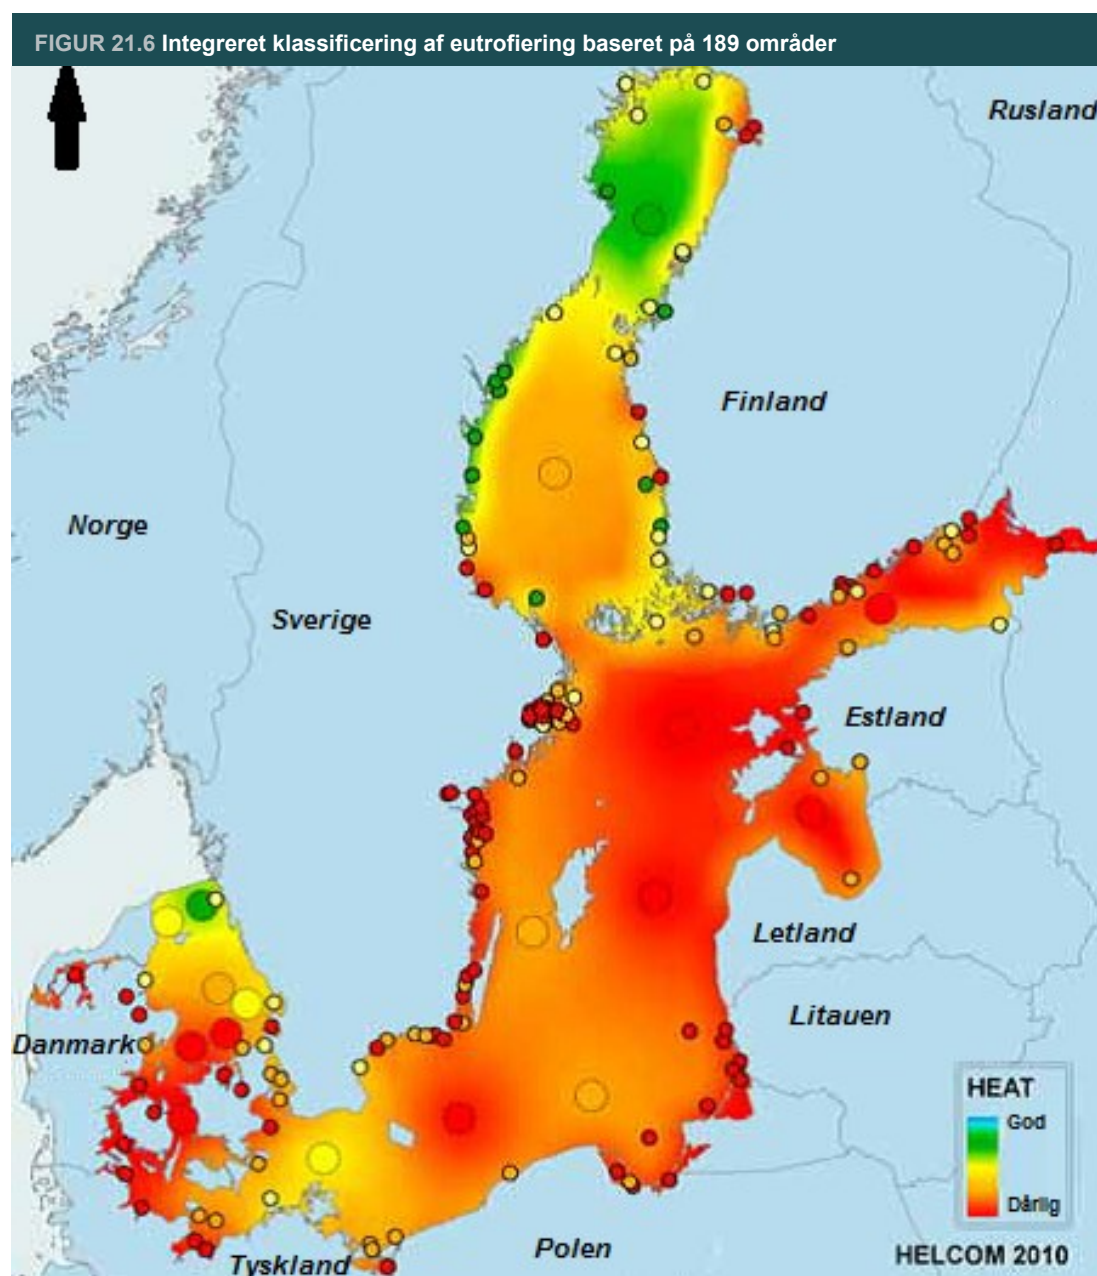 FIGUR 21.6 Integreret klassificering af eutrofiering baseret på 189 områder
Rusland
Finland
Norge
Sverige
Estland
Letland
Litauen
Danmark
HEAT
God
Dårlig
Polen
Tyskland
HELCOM 2010